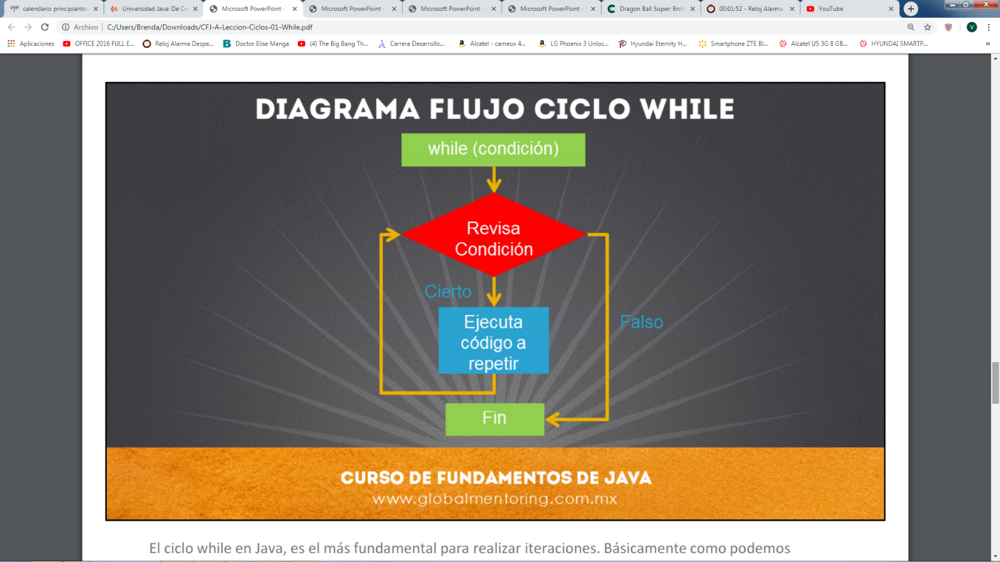 calendario principiantes
Universidad Java: De Ce
Microsoft PowerPoint -
Microsoft PowerPoint -
Microsoft PowerPoint -
Microsoft PowerPoint -
Dragon Ball Super: Broly
00:01:52 - Reloj Alarma
YouTube
Archivo | C:/Users/Brenda/Downloads/CFJ-A-Leccion-Ciclos-01-While.pdf
V
Aplicaciones
OFFICE 2016 FULL E...
Reloj Alarma Despe...
Doctor Elise Manga
(4) The Big Bang Th...
Carrera Desarrollo...
Alcatel - cameox 4...
LG Phoenix 3 Unloc...
Hyundai Eternity H...
Smartphone ZTE Bl...
Alcatel U5 3G 8 GB...
HYUNDAI SMARTP...
DIAGRAMA FLUJO CICLO WHILE
while (condición)
Revisa
Condición
Cierto
Ejecuta
código a
repetir
Falso
Fin
CURSO DE FUNDAMENTOS DE JAVA
www.globalmentoring.com.mx
El ciclo while en Java, es el más fundamental para realizar iteraciones. Básicamente como podemos